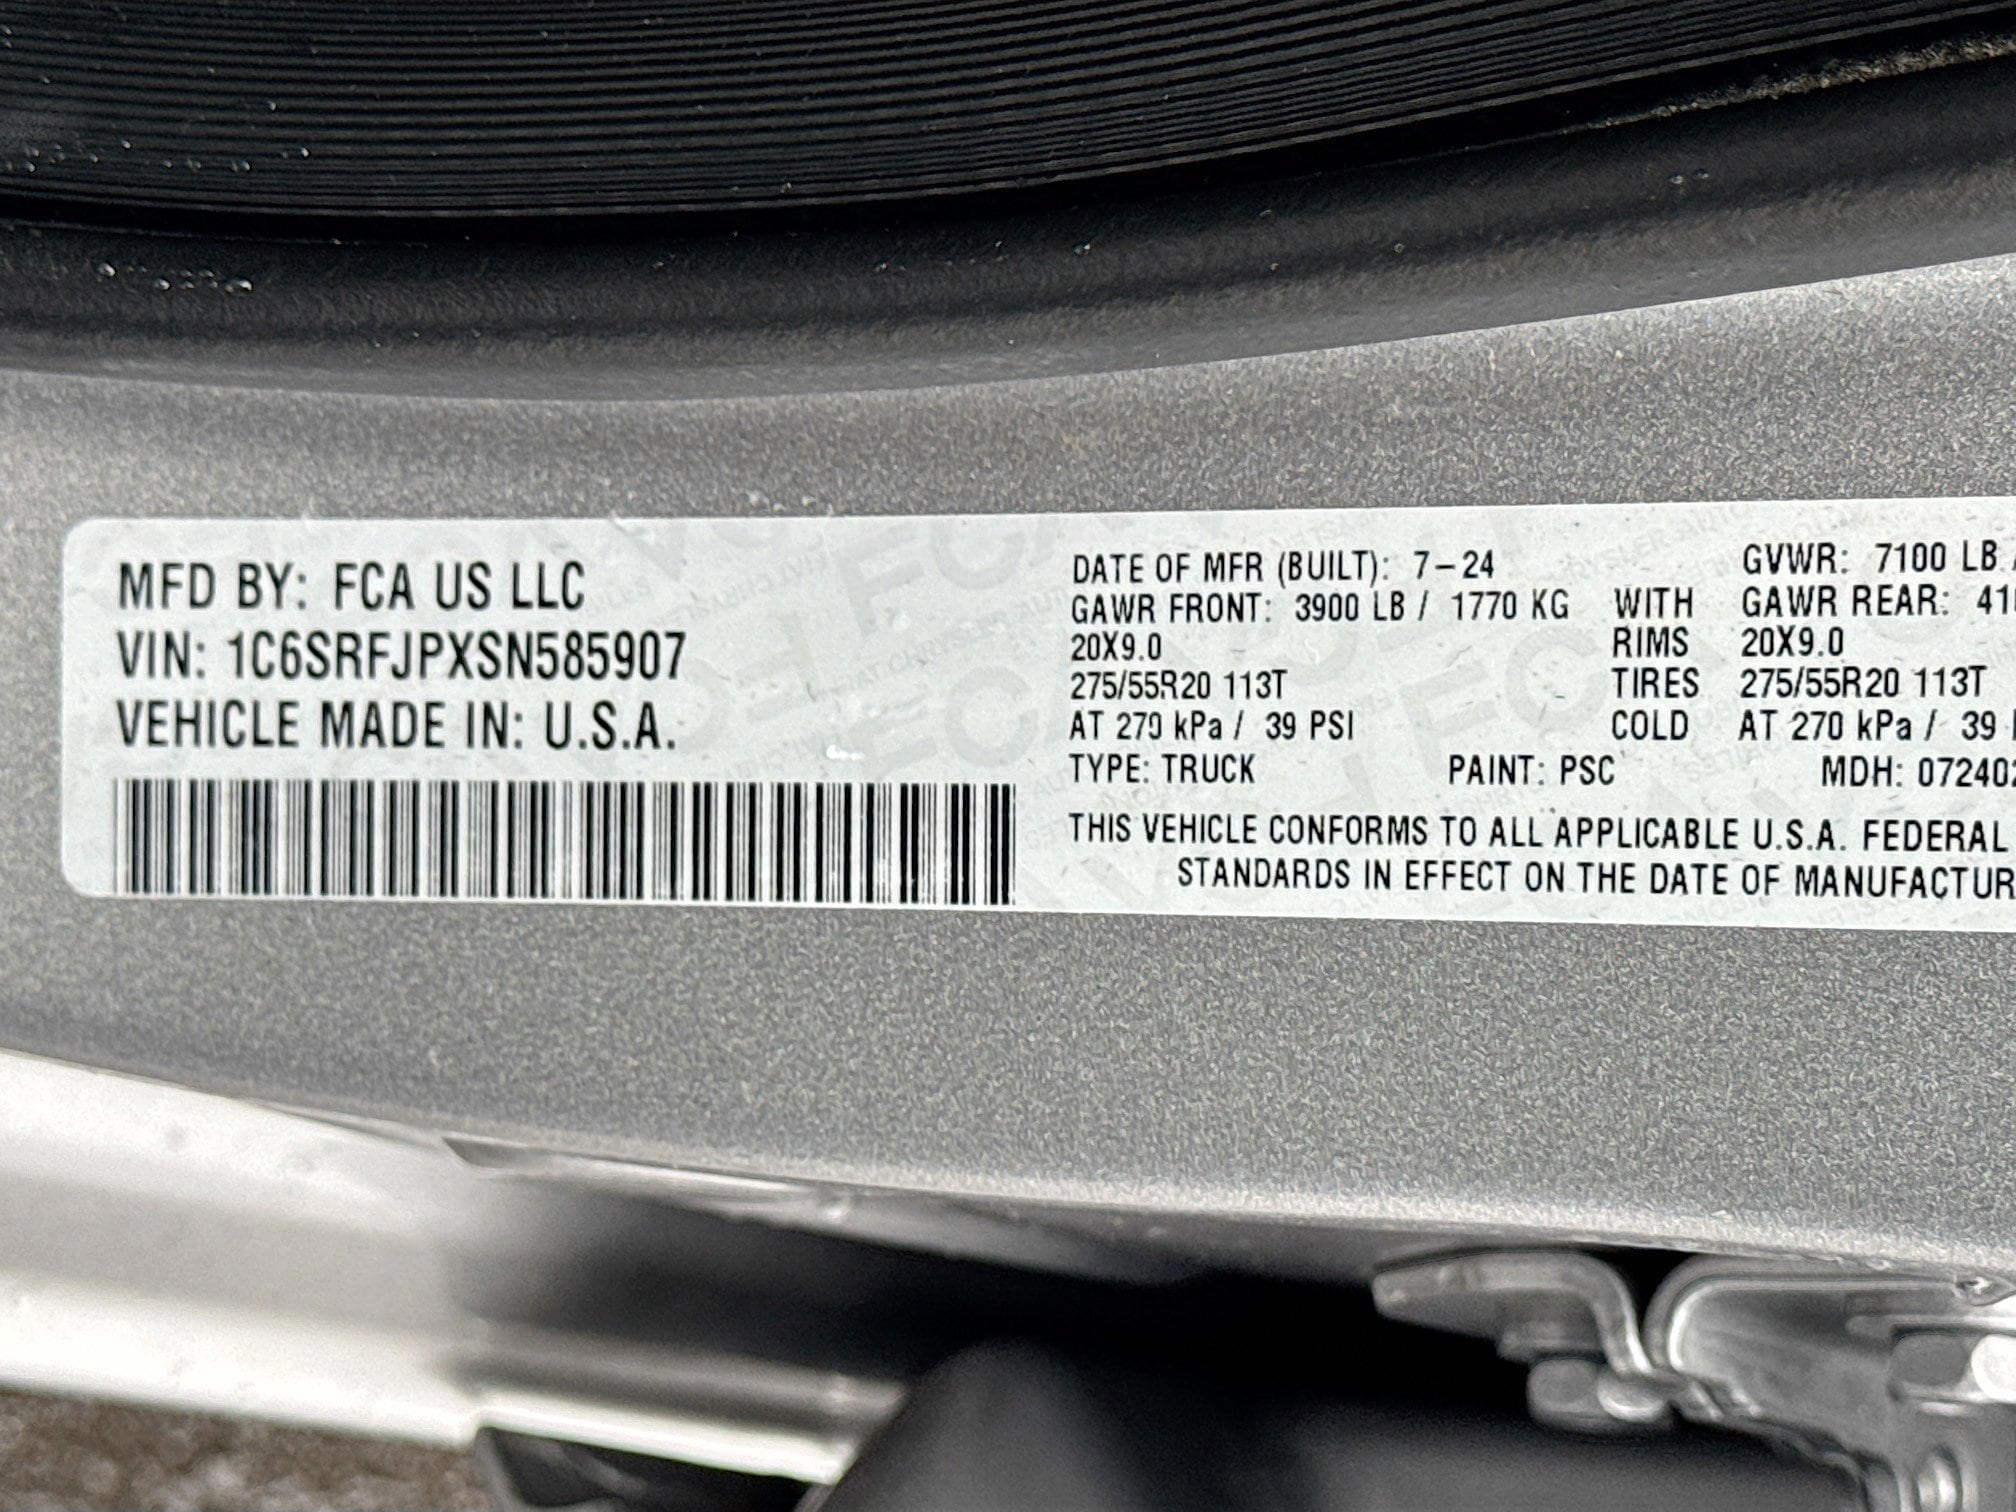 MFD BY: FCA US LLC
VIN: 1C6SRFJPXSN585907
VEHICLE MADE IN: U.S.A.
DATE OF MFR (BUILT): 7-24 GVWR: 7100 LB
GAWR FRONT: 3900 LB / 1770 KG WITH GAWR REAR:
20X9.0 RIMS 20X9.0
275/55R20 113T TIRES 275/55R20 113T
AT 270 kPa / 39 PSI COLD AT 270 kPa / 39
TYPE: TRUCK PAINT: PSC MDH: 072402
THIS VEHICLE CONFORMS TO ALL APPLICABLE U.S.A. FEDERAL
STANDARDS IN EFFECT ON THE DATE OF MANUFACTUR